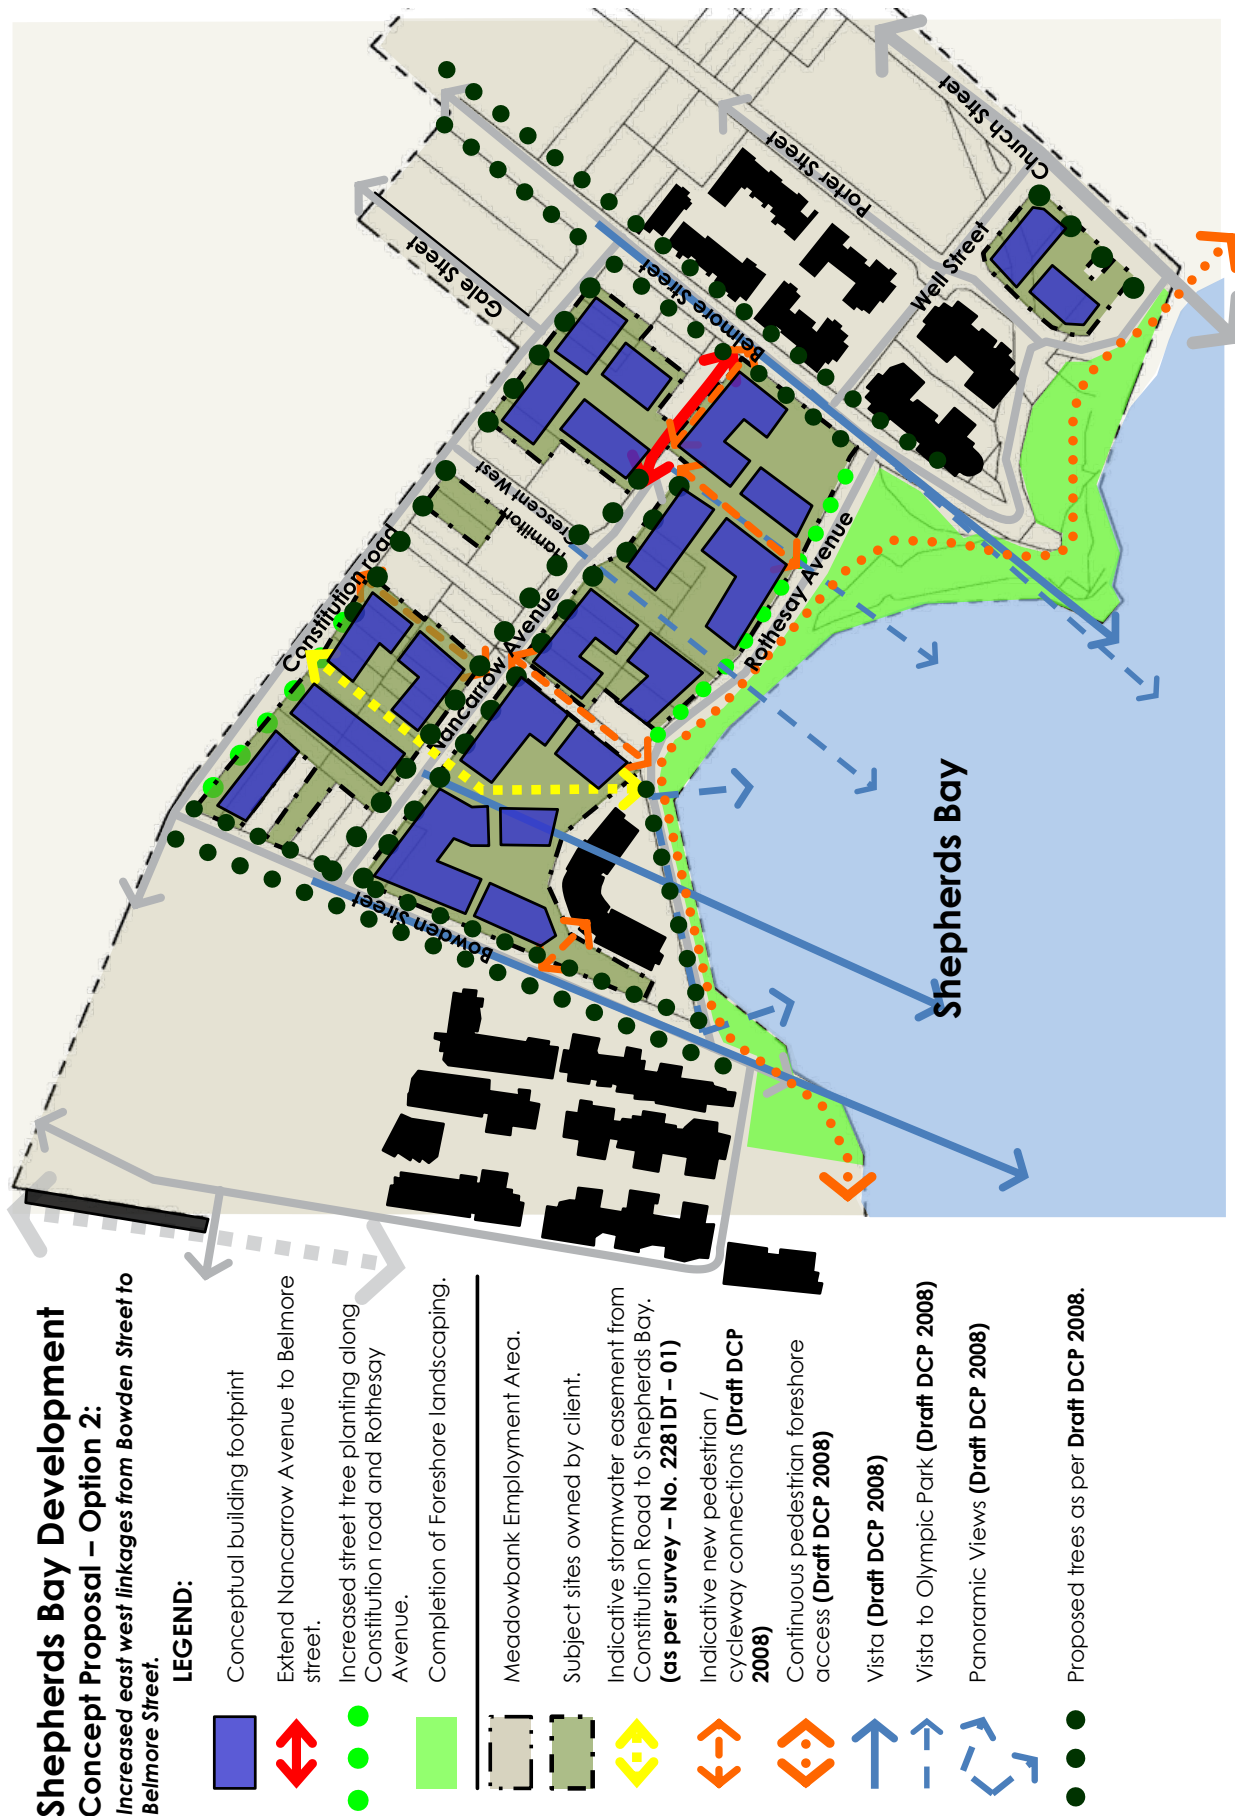 Shepherds Bay Development
Concept Proposal – Option 2:
Increased east west linkages from Bowden Street to
Belmore Street.
LEGEND:
Conceptual building footprint
Extend Nancarrow Avenue to Belmore
street.
Increased street tree planting along
Constitution road and Rothesay
Avenue.
Completion of Foreshore landscaping.
Meadowbank Employment Area.
Subject sites owned by client.
Indicative stormwater easement from
Constitution Road to Shepherds Bay.
(as per survey – No. 2281DT – 01)
Indicative new pedestrian /
cycleway connections (Draft DCP
2008)
Continuous pedestrian foreshore
access (Draft DCP 2008)
Vista (Draft DCP 2008)
Vista to Olympic Park (Draft DCP 2008)
Panoramic Views (Draft DCP 2008)
Proposed trees as per Draft DCP 2008.
Bowden Street
Constitution road
Nancarrow Avenue
Hamilton
Crescent West
Gale Street
Belmore Street
Rothesay Avenue
Porter Street
Well Street
Church Street
Shepherds Bay